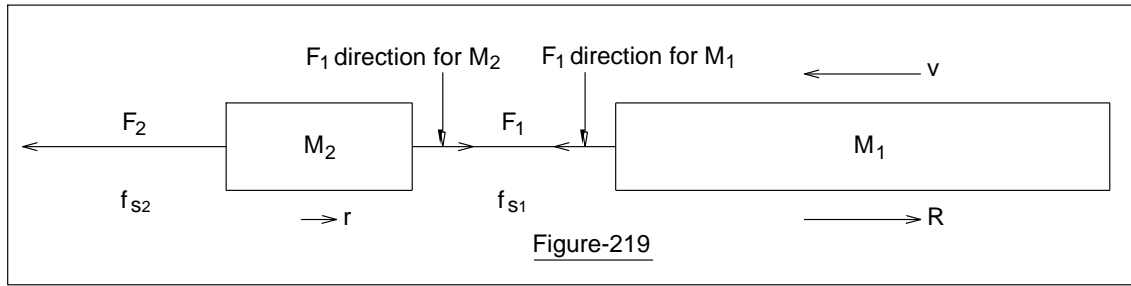 F₁ direction for M₂ F₁ direction for M₁ v
F₂ M₂ F₁ M₁
fₛ₂ r fₛ₁ R
Figure-219